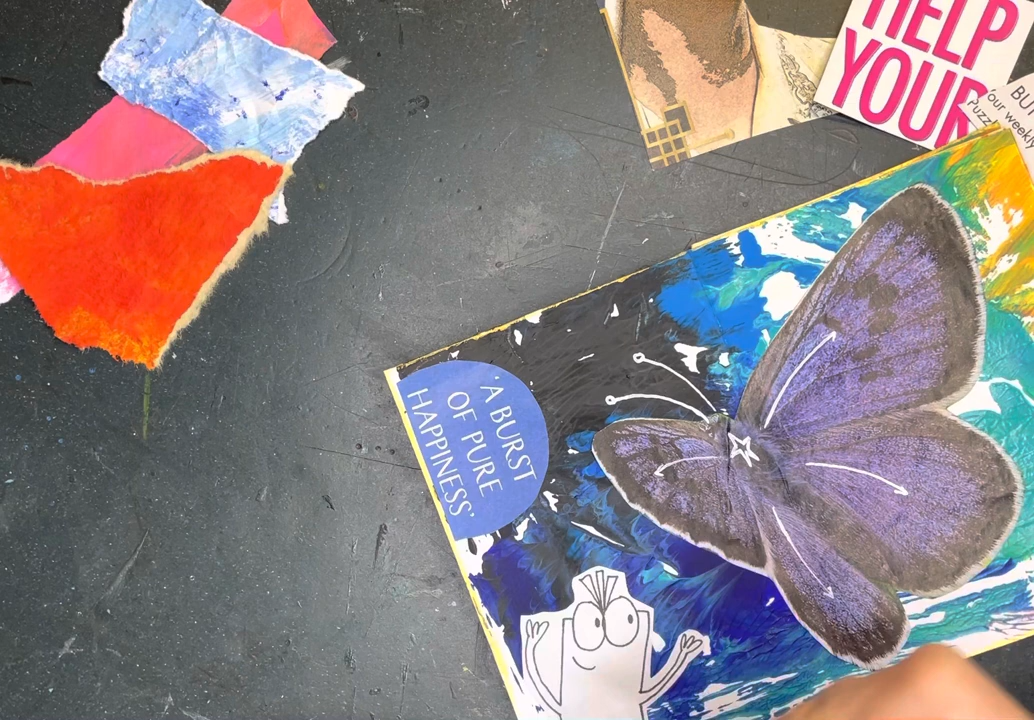 HELP
YOUR
BU
our weekly
Puzz
'A BURST
OF PURE
HAPPINESS'